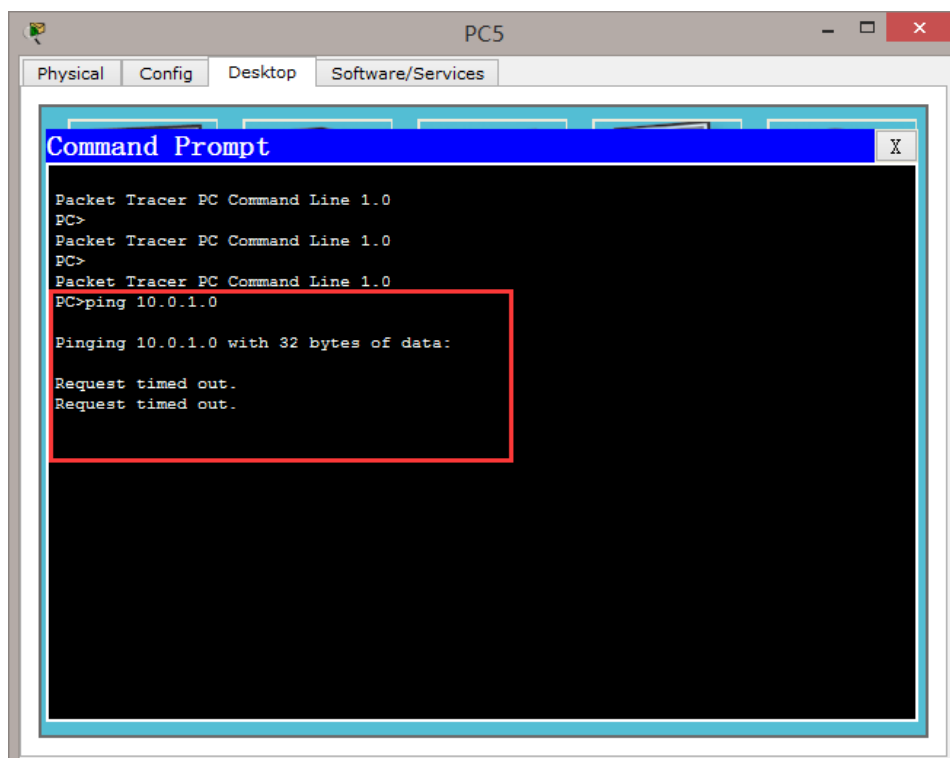 PC5
Physical Config Desktop Software/Services
Command Prompt X
Packet Tracer PC Command Line 1.0
PC>
Packet Tracer PC Command Line 1.0
PC>
Packet Tracer PC Command Line 1.0
PC>ping 10.0.1.0
Pinging 10.0.1.0 with 32 bytes of data:
Request timed out.
Request timed out.